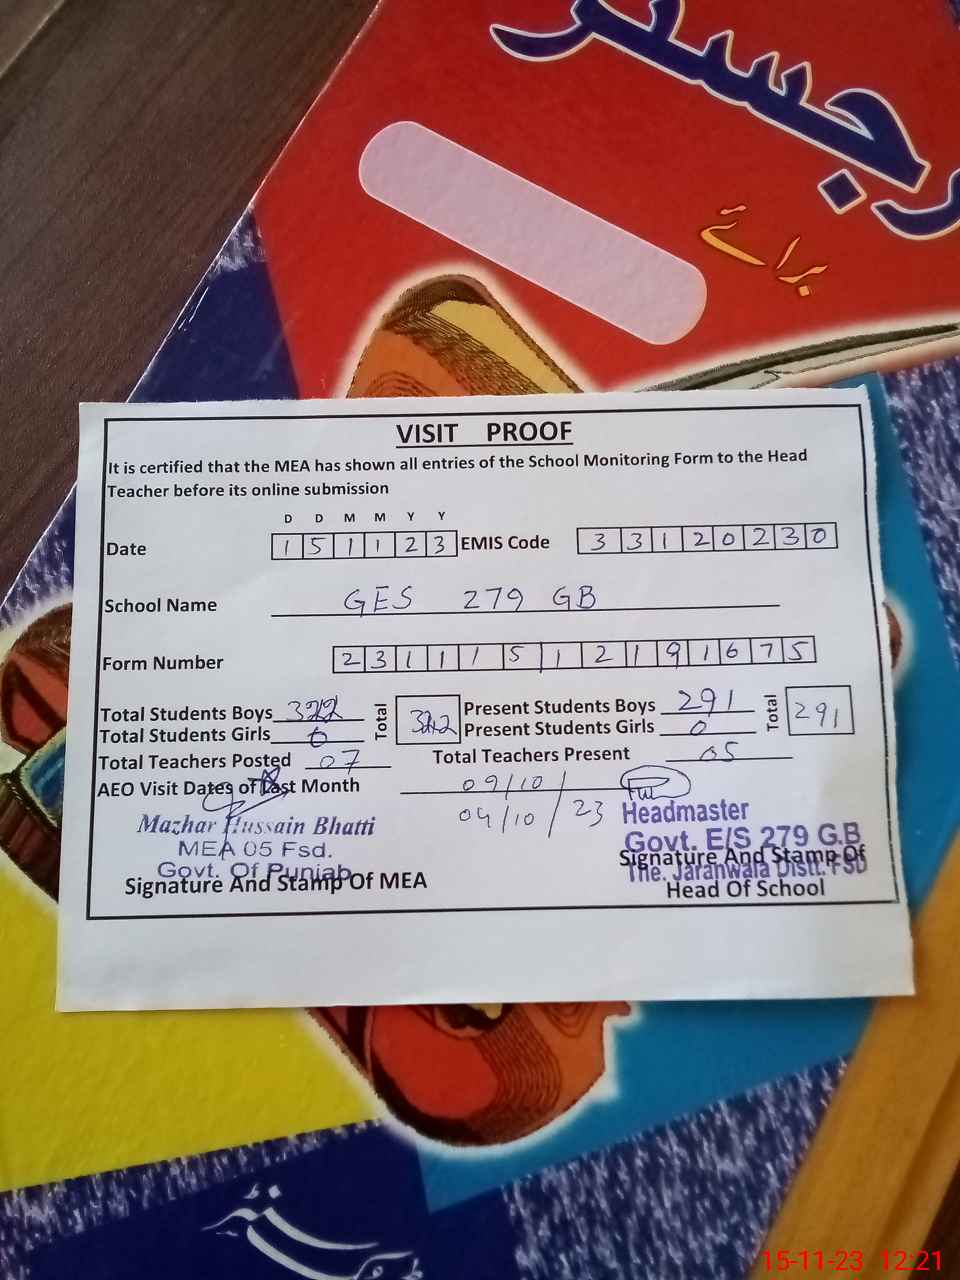 رجسٹر
برائے
VISIT PROOF
It is certified that the MEA has shown all entries of the School Monitoring Form to the Head
Teacher before its online submission
D D M M Y Y
Date 1 5 1 1 2 3 EMIS Code 3 3 1 2 0 2 3 0
School Name GES 279 GB
Form Number 2 3 1 1 1 5 1 2 1 9 1 6 7 5
Total Students Boys 322 Total 322 Present Students Boys 291 Total 291
Total Students Girls 0 Present Students Girls 0
Total Teachers Posted 07 Total Teachers Present 05
AEO Visit Dates of Last Month 09/10/
04/10/23
Mazhar Hussain Bhatti
MEA 05 Fsd.
Govt. Of Punjab
Signature And Stamp Of MEA
Headmaster
Govt. E/S 279 G.B
Signature And Stamp Of
The. Jaranwala Distt. FSD
Head Of School
15-11-23 12:21